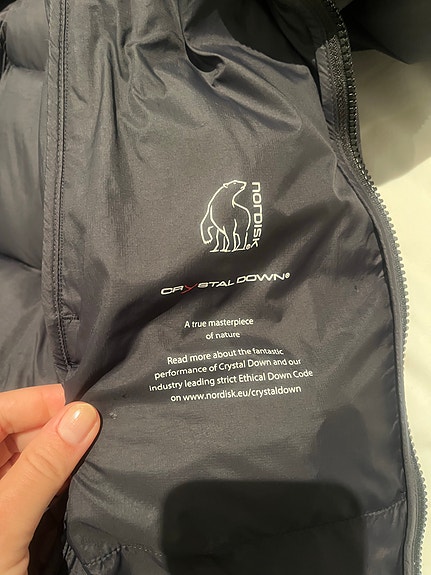 nordisk®
CRYSTAL DOWN®
A true masterpiece
of nature
Read more about the fantastic
performance of Crystal Down and our
industry leading strict Ethical Down Code
on www.nordisk.eu/crystaldown